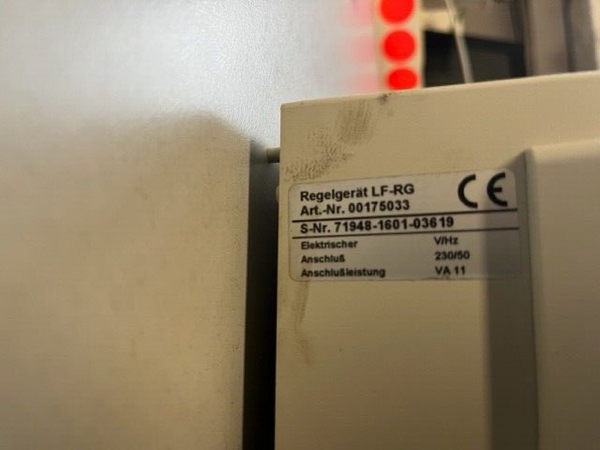 Regelgerät LF-RG
Art.-Nr. 00175033
CE
S-Nr. 71948-1601-03619
Elektrischer V/Hz
Anschluß 230/50
Anschlußleistung VA 11